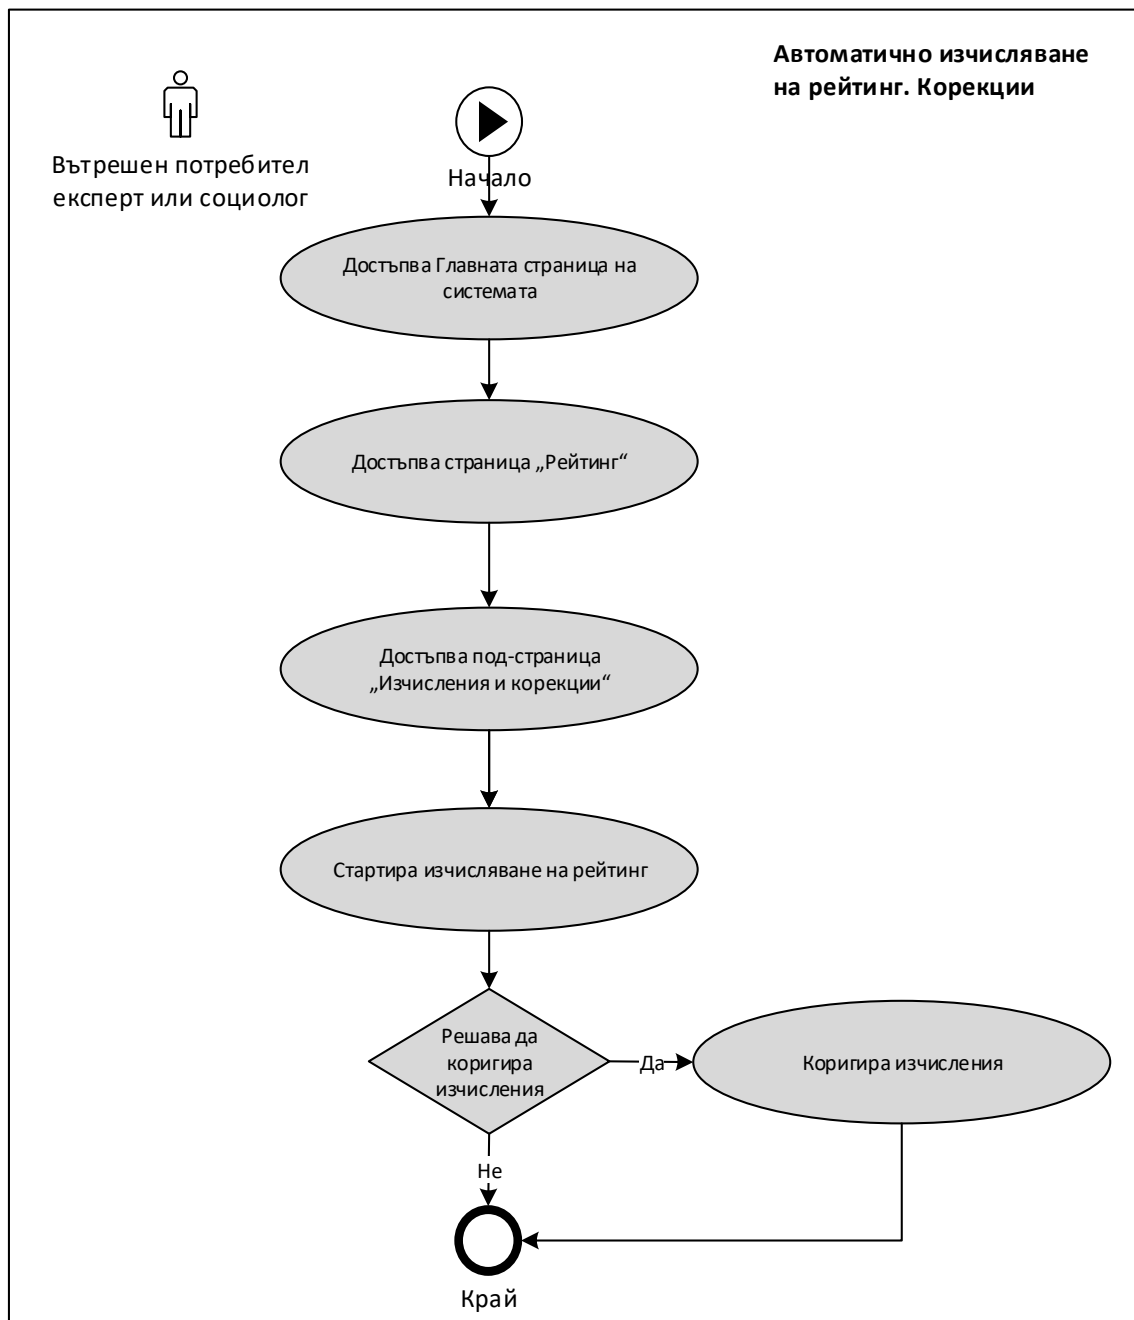 Автоматично изчисляване
на рейтинг. Корекции
Вътрешен потребител
експерт или социолог
Начало
Достъпва Главната страница на
системата
Достъпва страница „Рейтинг“
Достъпва под-страница
„Изчисления и корекции“
Стартира изчисляване на рейтинг
Решава да
коригира
изчисления
Да
Коригира изчисления
Не
Край